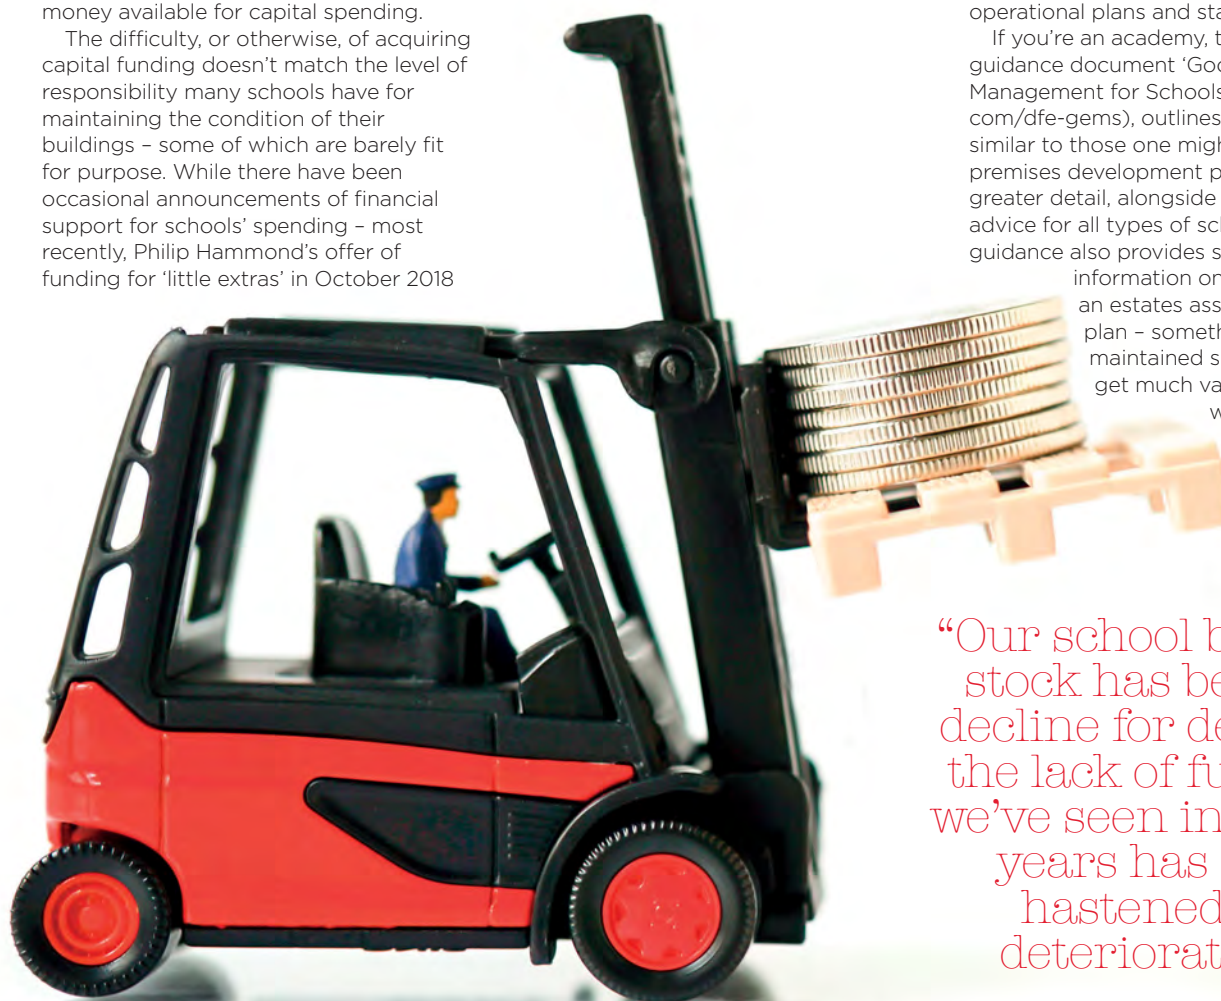 money available for capital spending.
The difficulty, or otherwise, of acquiring
capital funding doesn't match the level of
responsibility many schools have for
maintaining the condition of their
buildings – some of which are barely fit
for purpose. While there have been
occasional announcements of financial
support for schools' spending – most
recently, Philip Hammond's offer of
funding for 'little extras' in October 2018
operational plans and sta
If you're an academy, t
guidance document 'Goo
Management for Schools
com/dfe-gems), outlines
similar to those one migh
premises development p
greater detail, alongside
advice for all types of sch
guidance also provides s
information on
an estates ass
plan – someth
maintained s
get much va
w
“Our school b
stock has be
decline for de
the lack of fu
we've seen in
years has
hastened
deteriorat